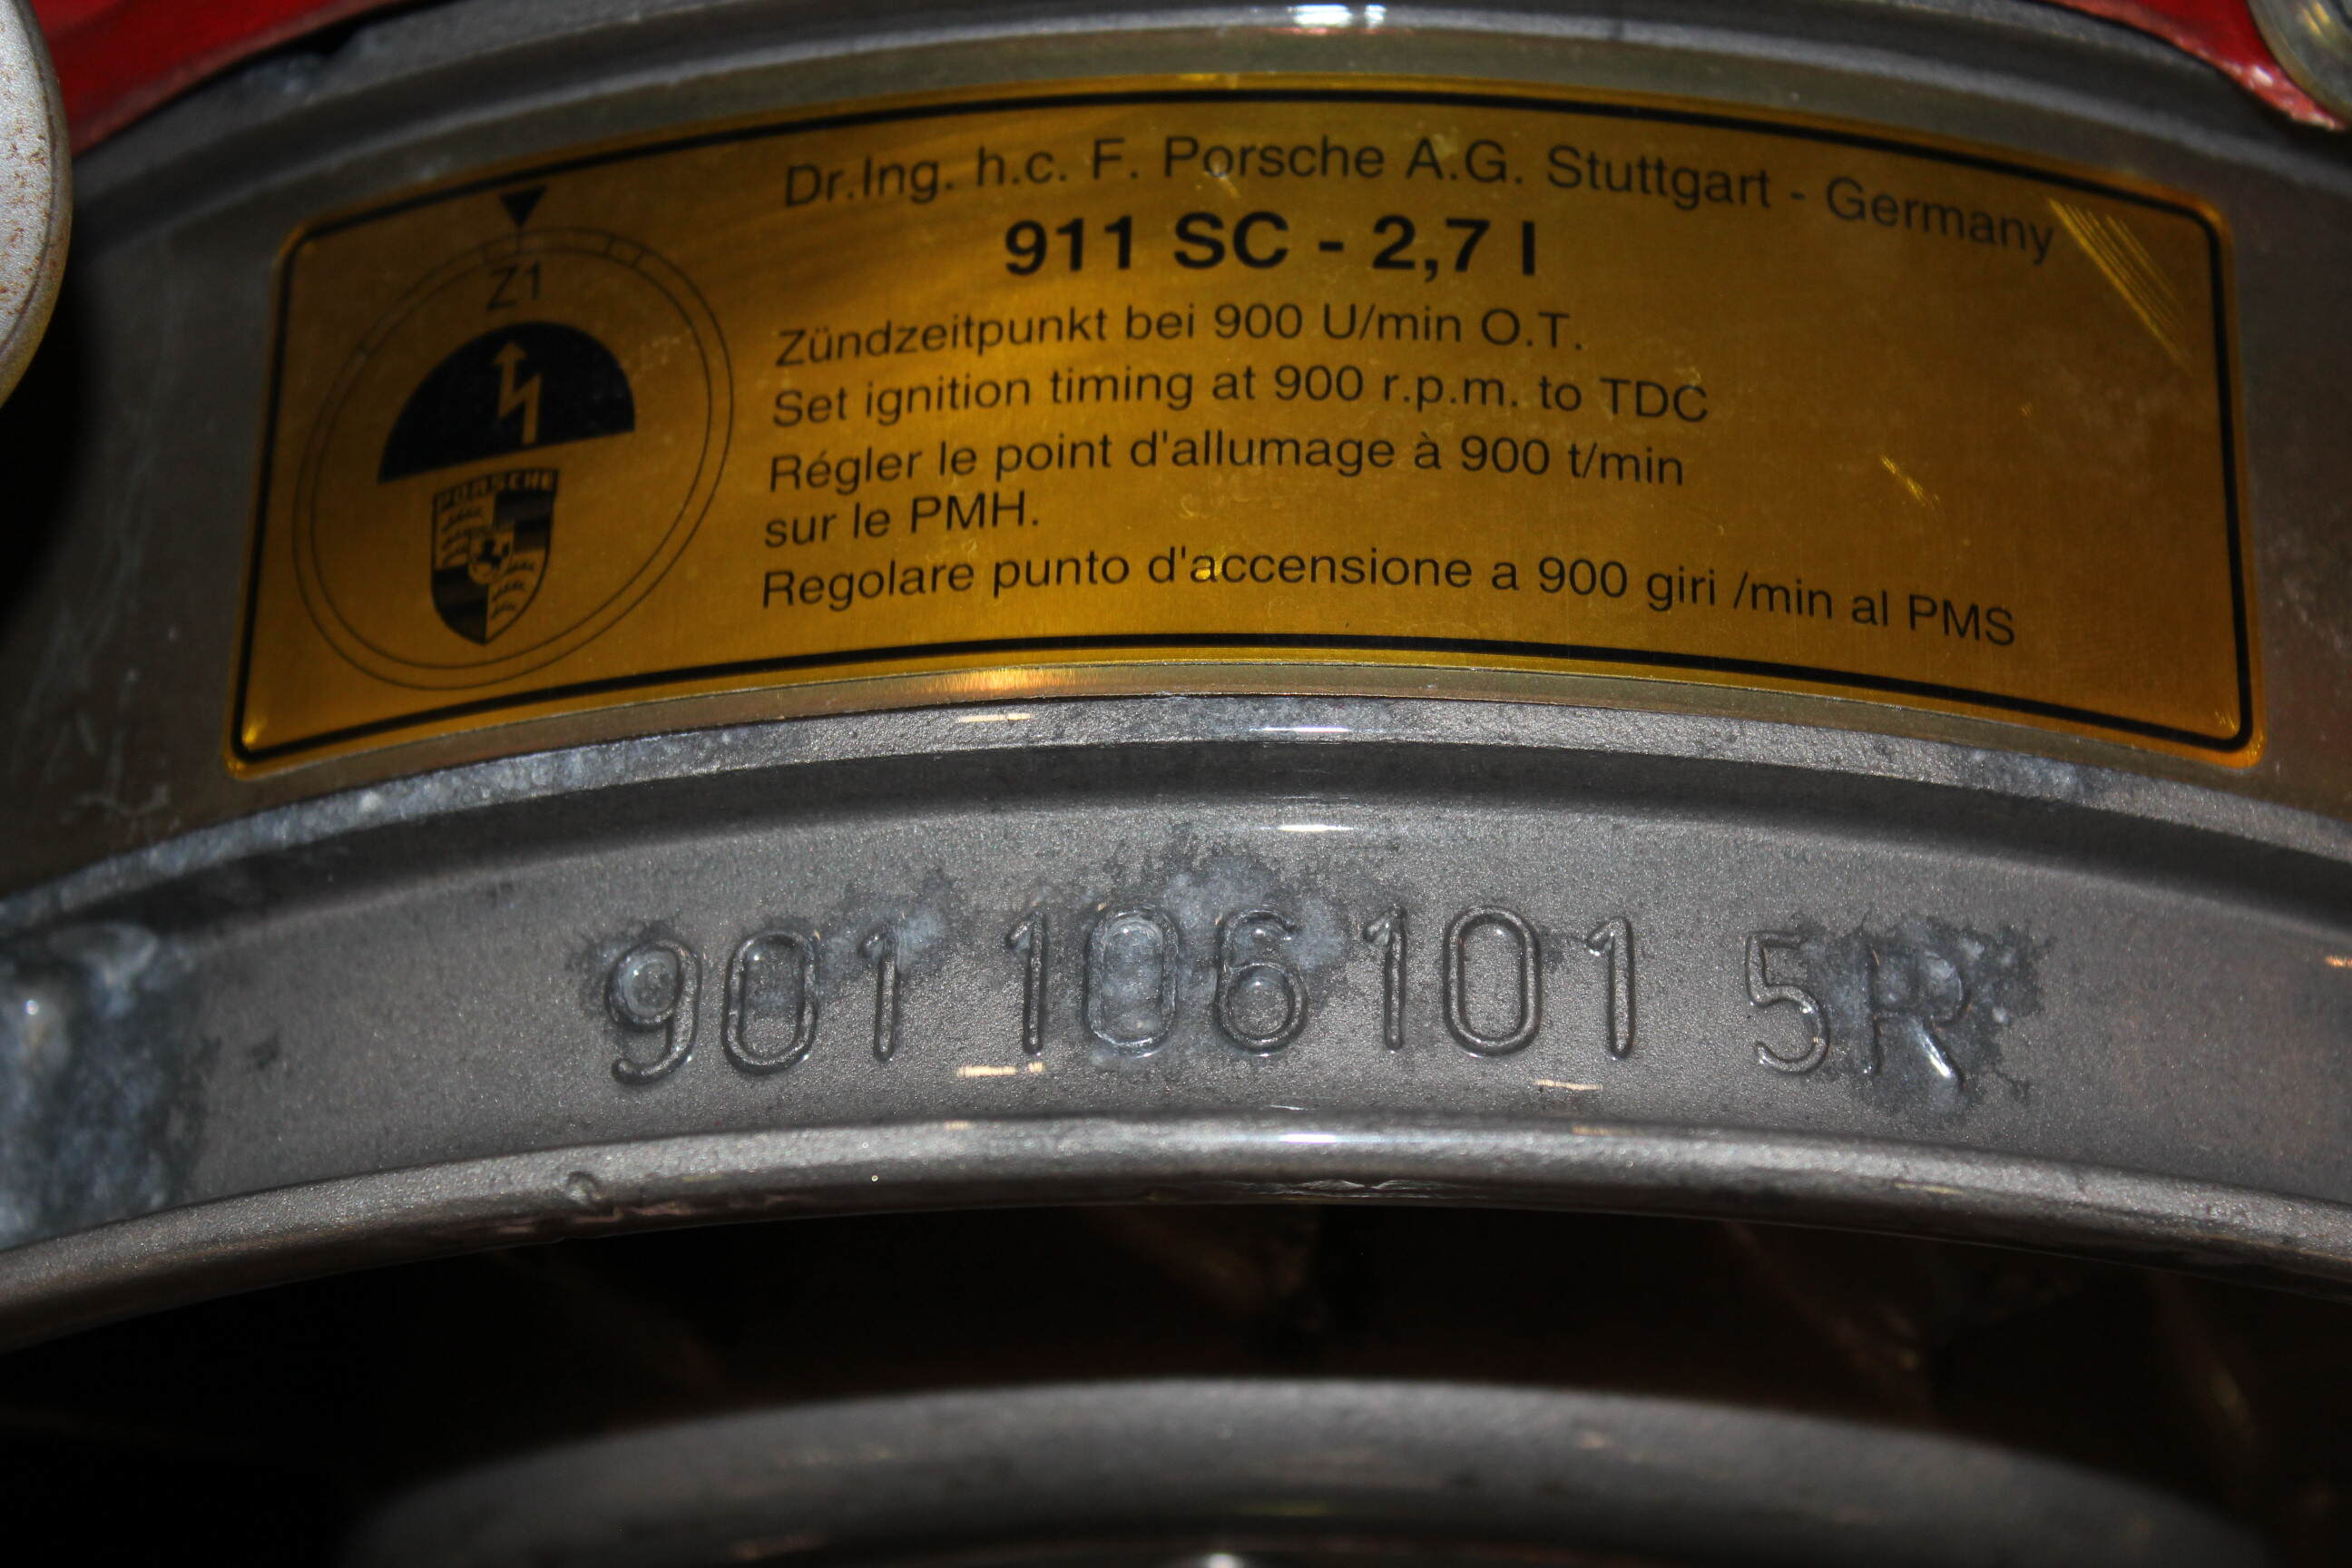 Dr.Ing. h.c. F. Porsche A.G. Stuttgart - Germany
911 SC - 2,7 l
Z1
Zündzeitpunkt bei 900 U/min O.T.
Set ignition timing at 900 r.p.m. to TDC
Régler le point d'allumage à 900 t/min
sur le PMH.
Regolare punto d'accensione a 900 giri /min al PMS
PORSCHE
901 106 101 5R